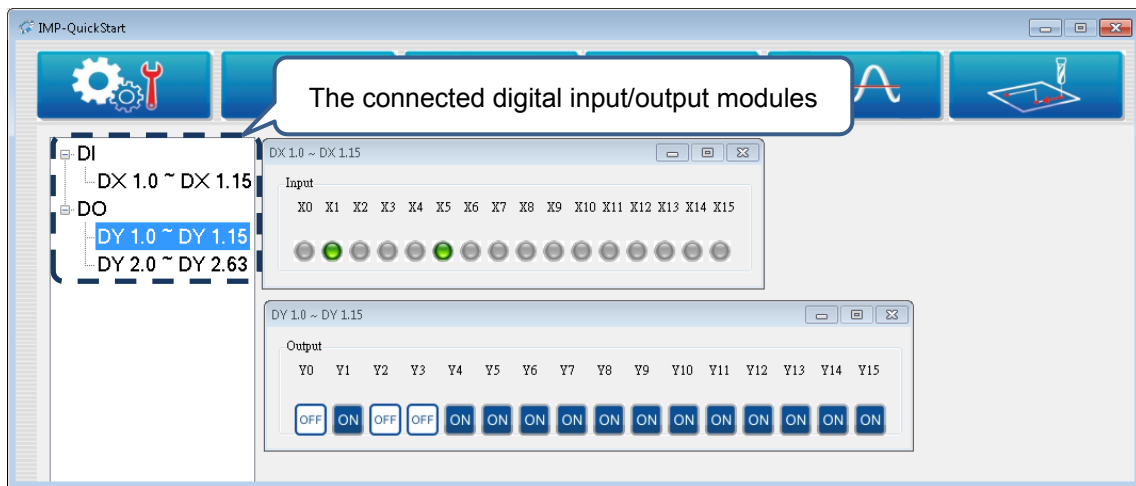 IMP-QuickStart
The connected digital input/output modules
DI
DX 1.0 ~ DX 1.15
DO
DY 1.0 ~ DY 1.15
DY 2.0 ~ DY 2.63
DX 1.0 ~ DX 1.15
Input
X0 X1 X2 X3 X4 X5 X6 X7 X8 X9 X10 X11 X12 X13 X14 X15
DY 1.0 ~ DY 1.15
Output
Y0 Y1 Y2 Y3 Y4 Y5 Y6 Y7 Y8 Y9 Y10 Y11 Y12 Y13 Y14 Y15
OFF ON OFF OFF ON ON ON ON ON ON ON ON ON ON ON ON